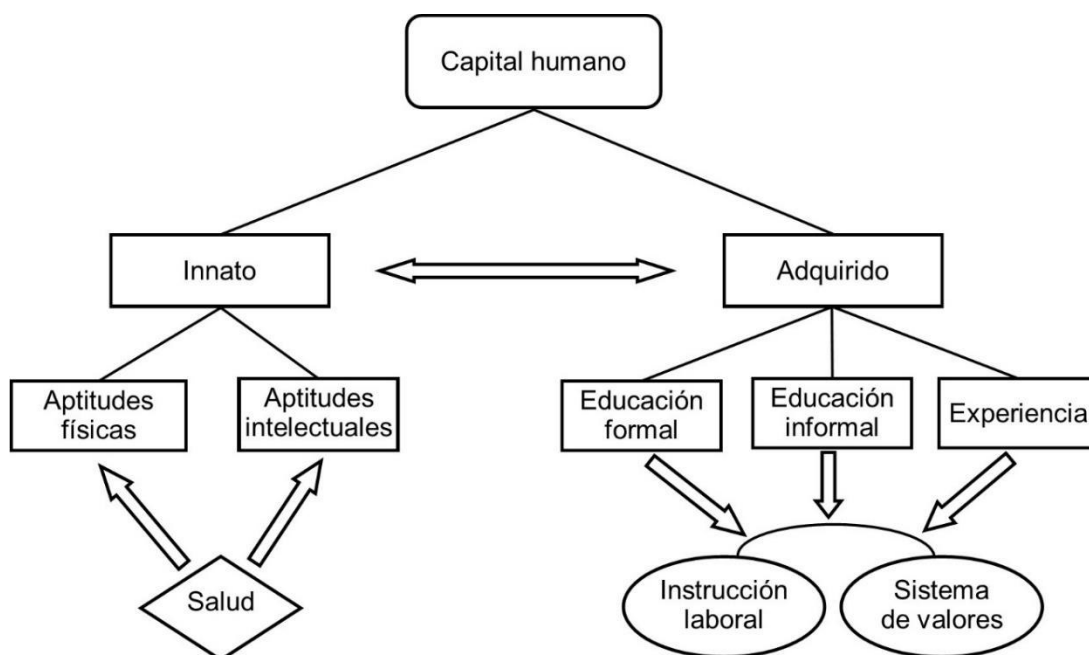 Capital humano
Innato
Adquirido
Aptitudes
físicas
Aptitudes
intelectuales
Educación
formal
Educación
informal
Experiencia
Salud
Instrucción
laboral
Sistema
de valores